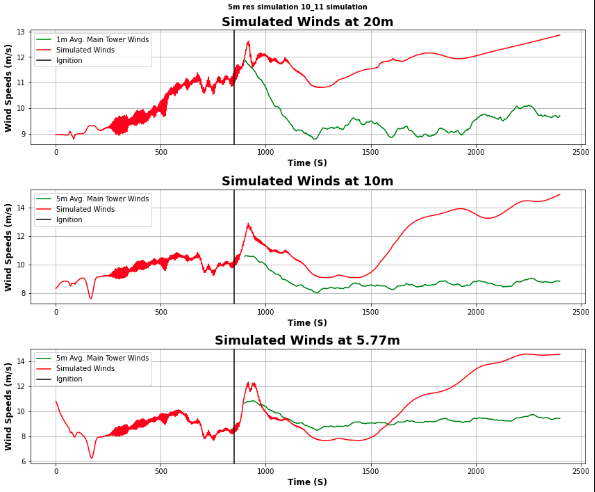 5m res simulation 10_11 simulation
Simulated Winds at 20m
Wind Speeds (m/s)
13
12
11
10
9
1m Avg. Main Tower Winds
Simulated Winds
Ignition
0 500 1000 1500 2000 2500
Time (S)
Simulated Winds at 10m
Wind Speeds (m/s)
14
12
10
8
5m Avg. Main Tower Winds
Simulated Winds
Ignition
0 500 1000 1500 2000 2500
Time (S)
Simulated Winds at 5.77m
Wind Speeds (m/s)
14
12
10
8
6
5m Avg. Main Tower Winds
Simulated Winds
Ignition
0 500 1000 1500 2000 2500
Time (S)